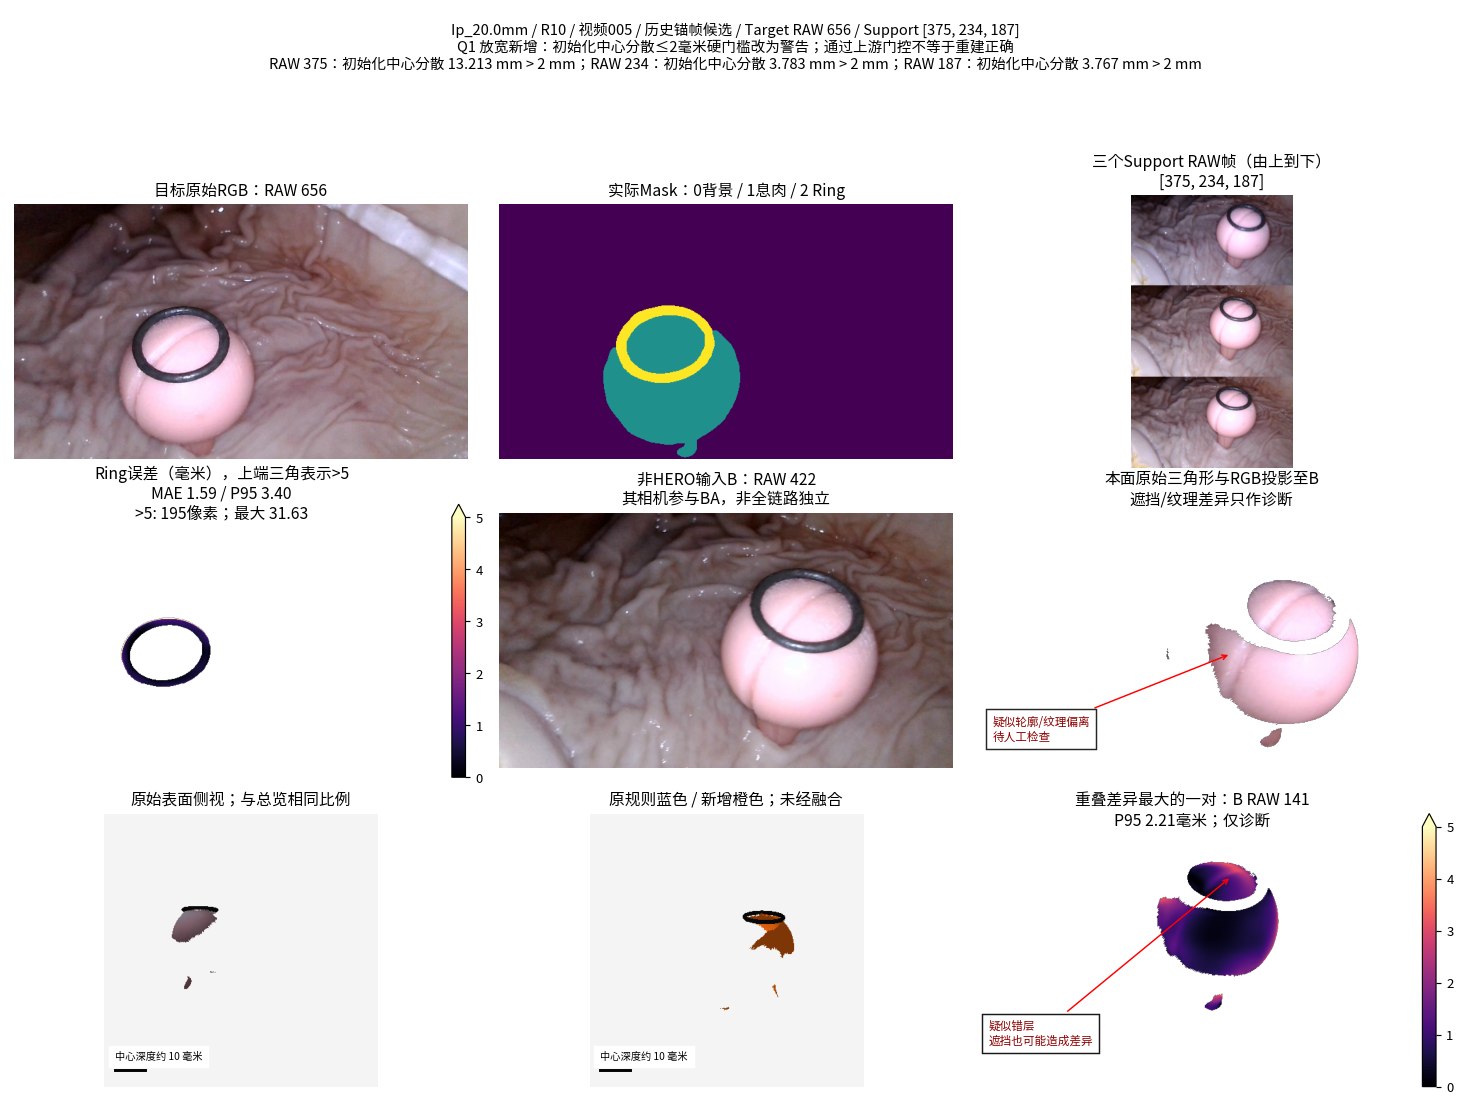 Ip_20.0mm / R10 / 视频005 / 历史锚帧候选 / Target RAW 656 / Support [375, 234, 187]
Q1 放宽新增：初始化中心分散≤2毫米硬门槛改为警告；通过上游门控不等于重建正确
RAW 375：初始化中心分散 13.213 mm > 2 mm；RAW 234：初始化中心分散 3.783 mm > 2 mm；RAW 187：初始化中心分散 3.767 mm > 2 mm
目标原始RGB：RAW 656
实际Mask：0背景 / 1息肉 / 2 Ring
三个Support RAW帧（由上到下）
[375, 234, 187]
Ring误差（毫米），上端三角表示>5
MAE 1.59 / P95 3.40
>5: 195像素；最大 31.63
5
4
3
2
1
0
非HERO输入B：RAW 422
其相机参与BA，非全链路独立
本面原始三角形与RGB投影至B
遮挡/纹理差异只作诊断
疑似轮廓/纹理偏离
待人工检查
原始表面侧视；与总览相同比例
中心深度约 10 毫米
原规则蓝色 / 新增橙色；未经融合
中心深度约 10 毫米
重叠差异最大的一对：B RAW 141
P95 2.21毫米；仅诊断
疑似错层
遮挡也可能造成差异
5
4
3
2
1
0